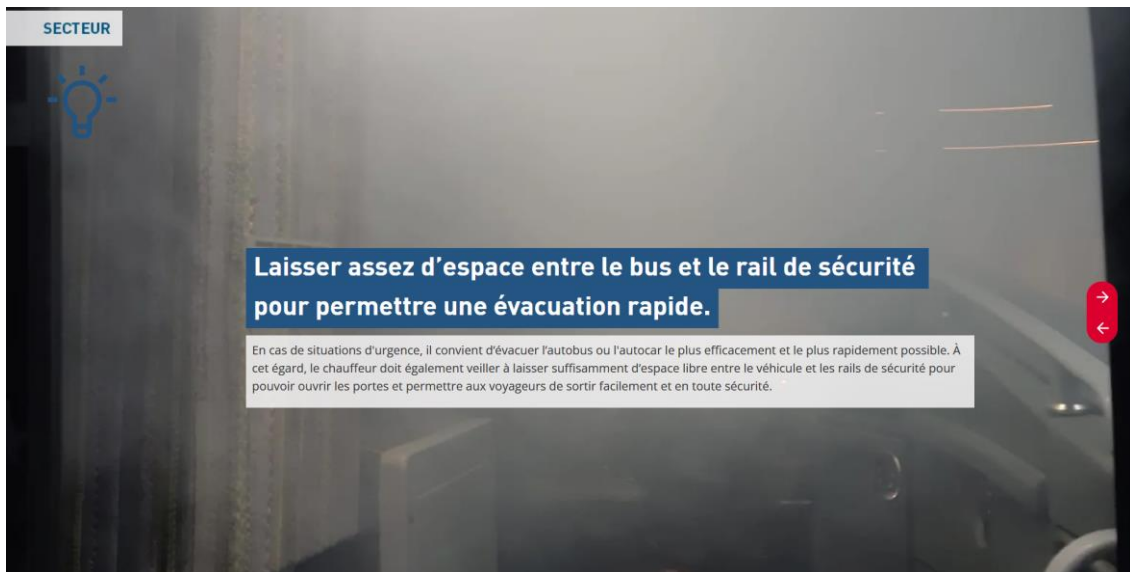 SECTEUR
Laisser assez d’espace entre le bus et le rail de sécurité
pour permettre une évacuation rapide.
En cas de situations d'urgence, il convient d'évacuer l'autobus ou l'autocar le plus efficacement et le plus rapidement possible. À
cet égard, le chauffeur doit également veiller à laisser suffisamment d'espace libre entre le véhicule et les rails de sécurité pour
pouvoir ouvrir les portes et permettre aux voyageurs de sortir facilement et en toute sécurité.